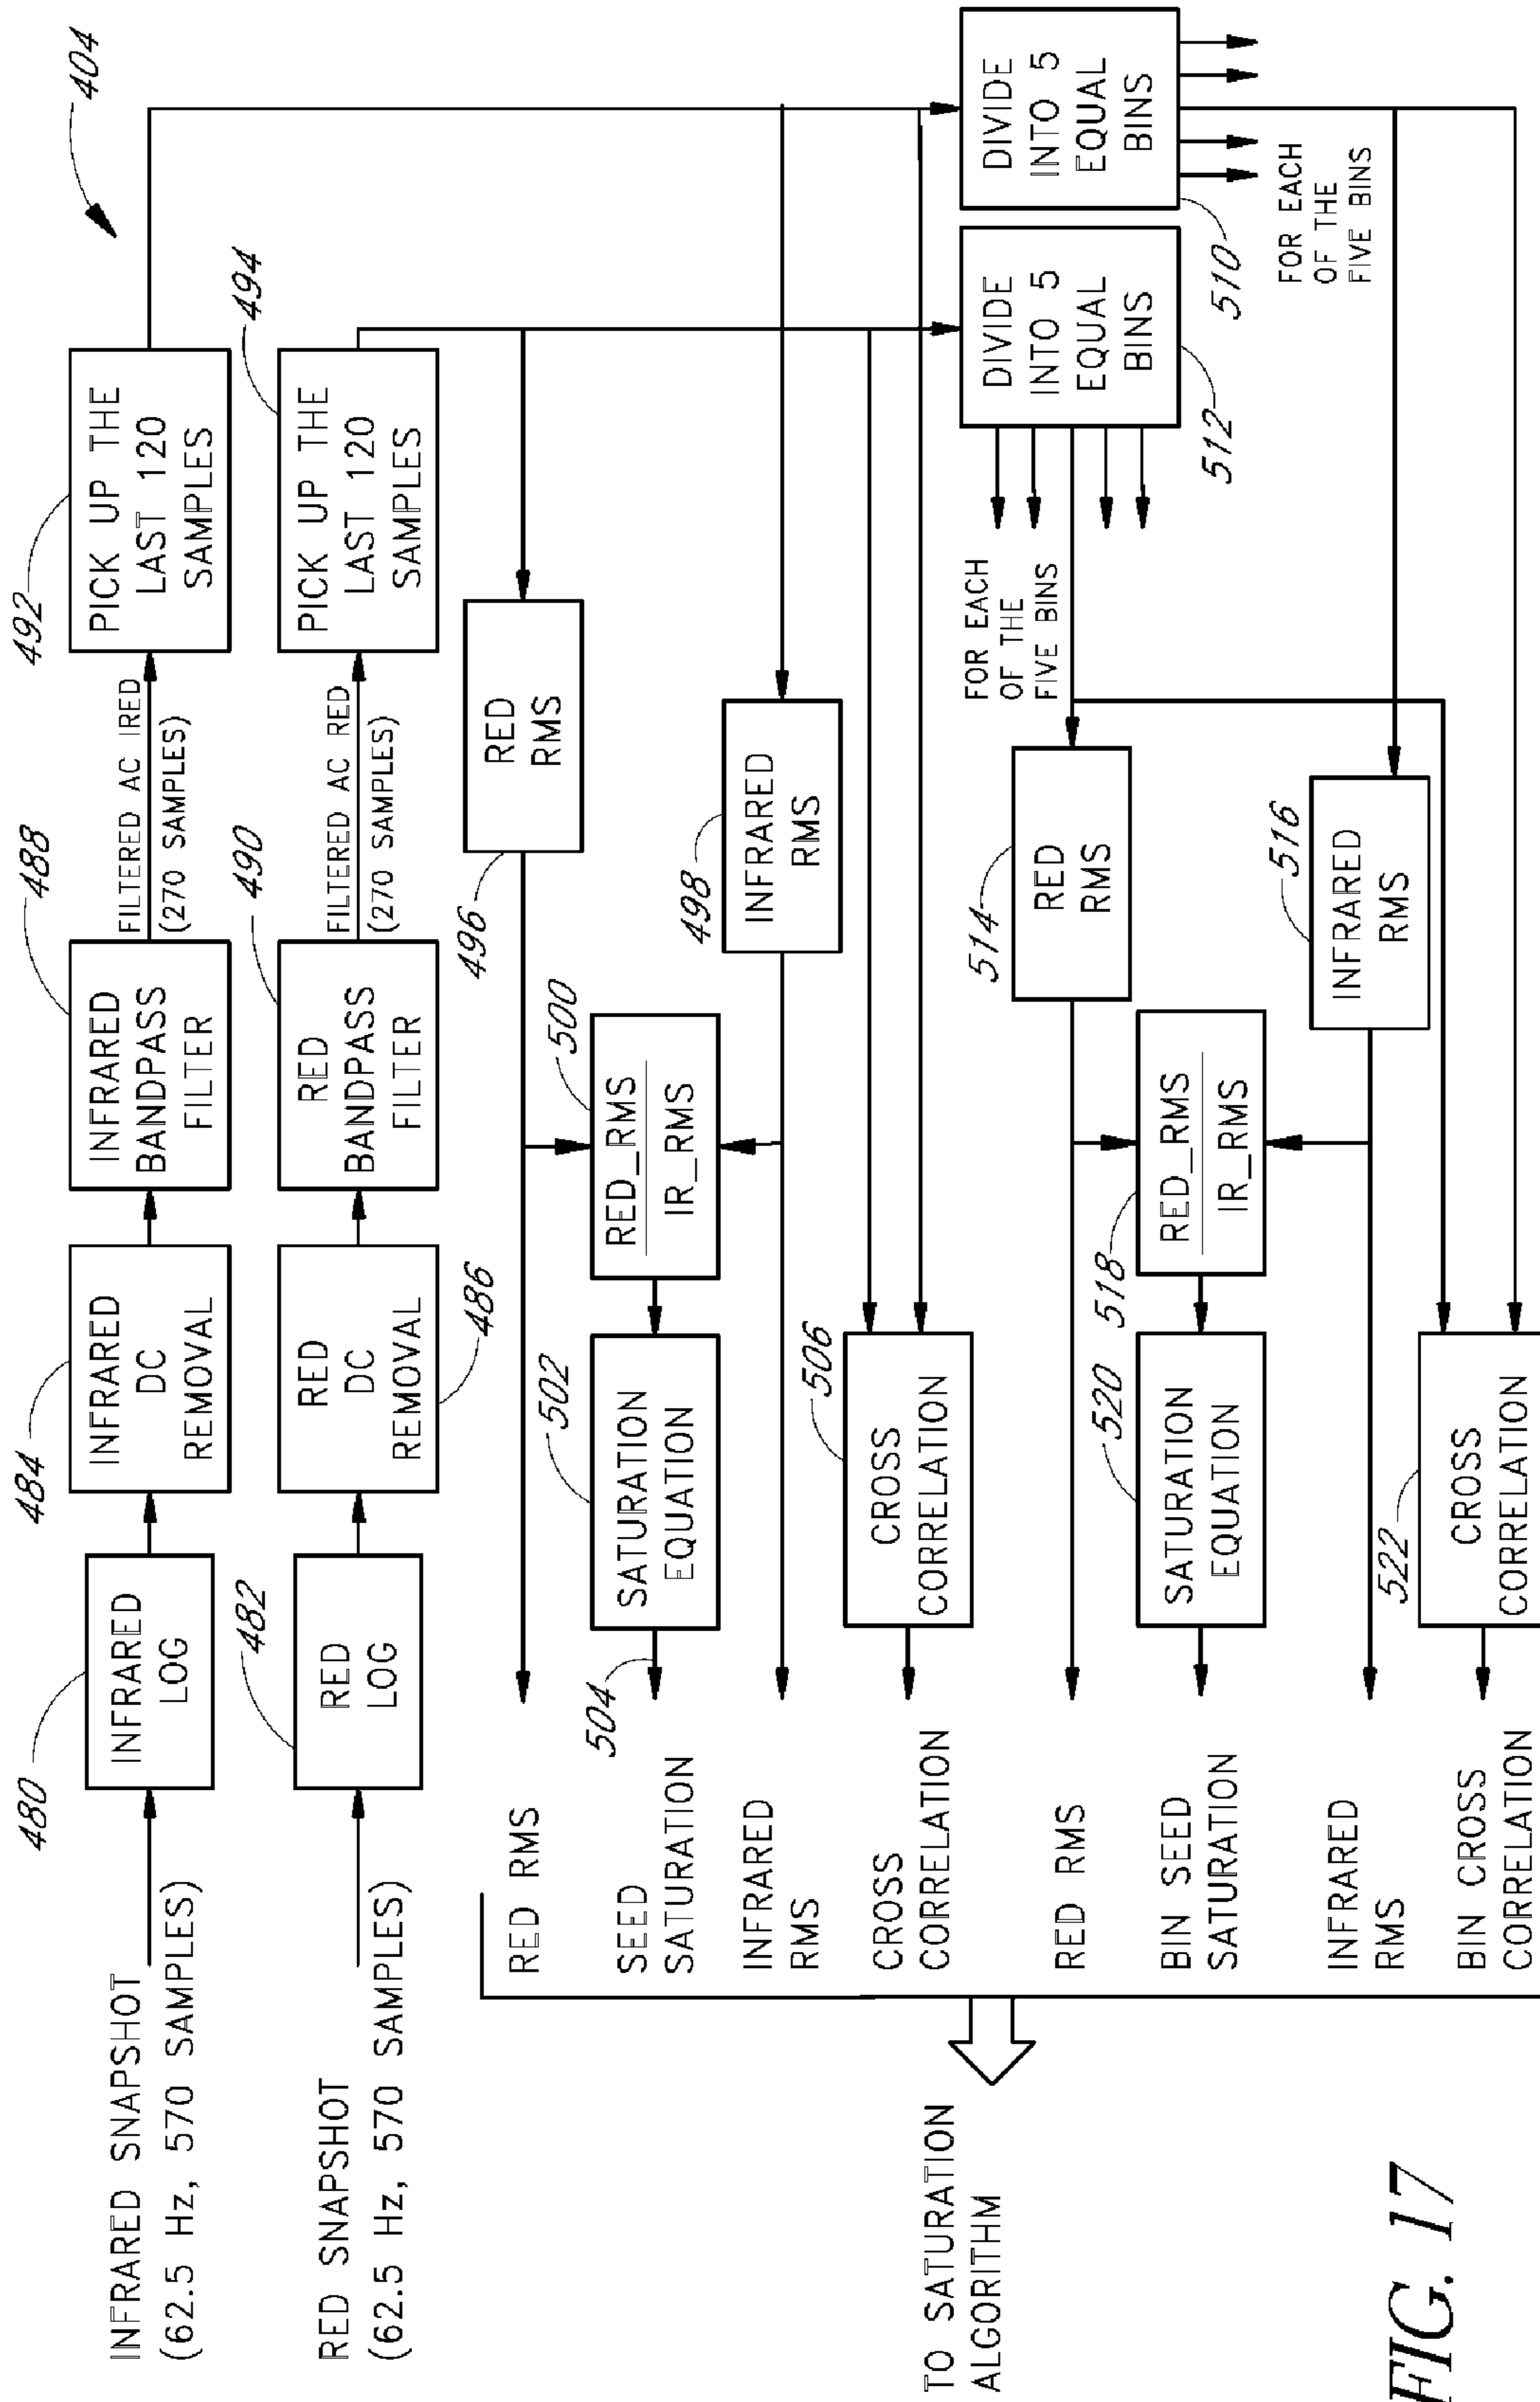 404
492
494
488
490
484
486
480
482
INFRARED SNAPSHOT
(62.5 Hz, 570 SAMPLES)
INFRARED
LOG
INFRARED
DC
REMOVAL
INFRARED
BANDPASS
FILTER
FILTERED AC IRED
(270 SAMPLES)
PICK UP THE
LAST 120
SAMPLES
RED SNAPSHOT
(62.5 Hz, 570 SAMPLES)
RED
LOG
RED
DC
REMOVAL
RED
BANDPASS
FILTER
FILTERED AC RED
(270 SAMPLES)
PICK UP THE
LAST 120
SAMPLES
RED RMS
496
RED
RMS
SEED
SATURATION
504
502
SATURATION
EQUATION
500
RED_RMS
IR_RMS
INFRARED
RMS
498
INFRARED
RMS
CROSS
CORRELATION
506
CROSS
CORRELATION
TO SATURATION
ALGORITHM
FOR EACH
OF THE
FIVE BINS
DIVIDE
INTO 5
EQUAL
BINS
512
DIVIDE
INTO 5
EQUAL
BINS
510
FOR EACH
OF THE
FIVE BINS
RED RMS
514
RED
RMS
BIN SEED
SATURATION
520
SATURATION
EQUATION
518
RED_RMS
IR_RMS
INFRARED
RMS
516
INFRARED
RMS
BIN CROSS
CORRELATION
522
CROSS
CORRELATION
FIG. 17